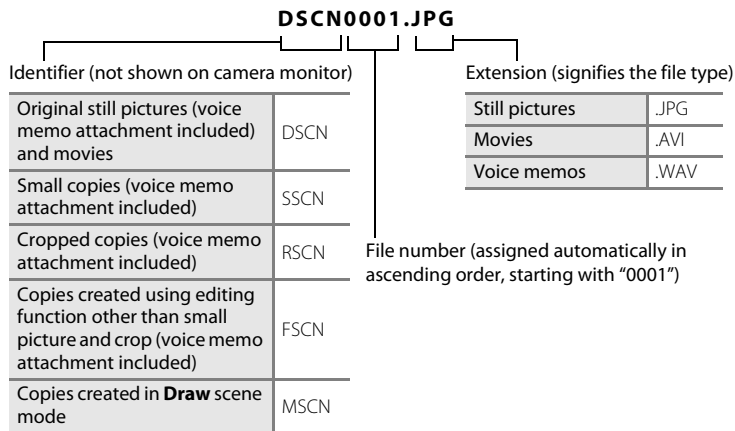 DSCN0001.JPG
Identifier (not shown on camera monitor)
Original still pictures (voice
memo attachment included)
and movies
DSCN
Small copies (voice memo
attachment included)
SSCN
Cropped copies (voice memo
attachment included)
RSCN
Copies created using editing
function other than small
picture and crop (voice memo
attachment included)
FSCN
Copies created in Draw scene
mode
MSCN
Extension (signifies the file type)
Still pictures .JPG
Movies .AVI
Voice memos .WAV
File number (assigned automatically in
ascending order, starting with “0001”)